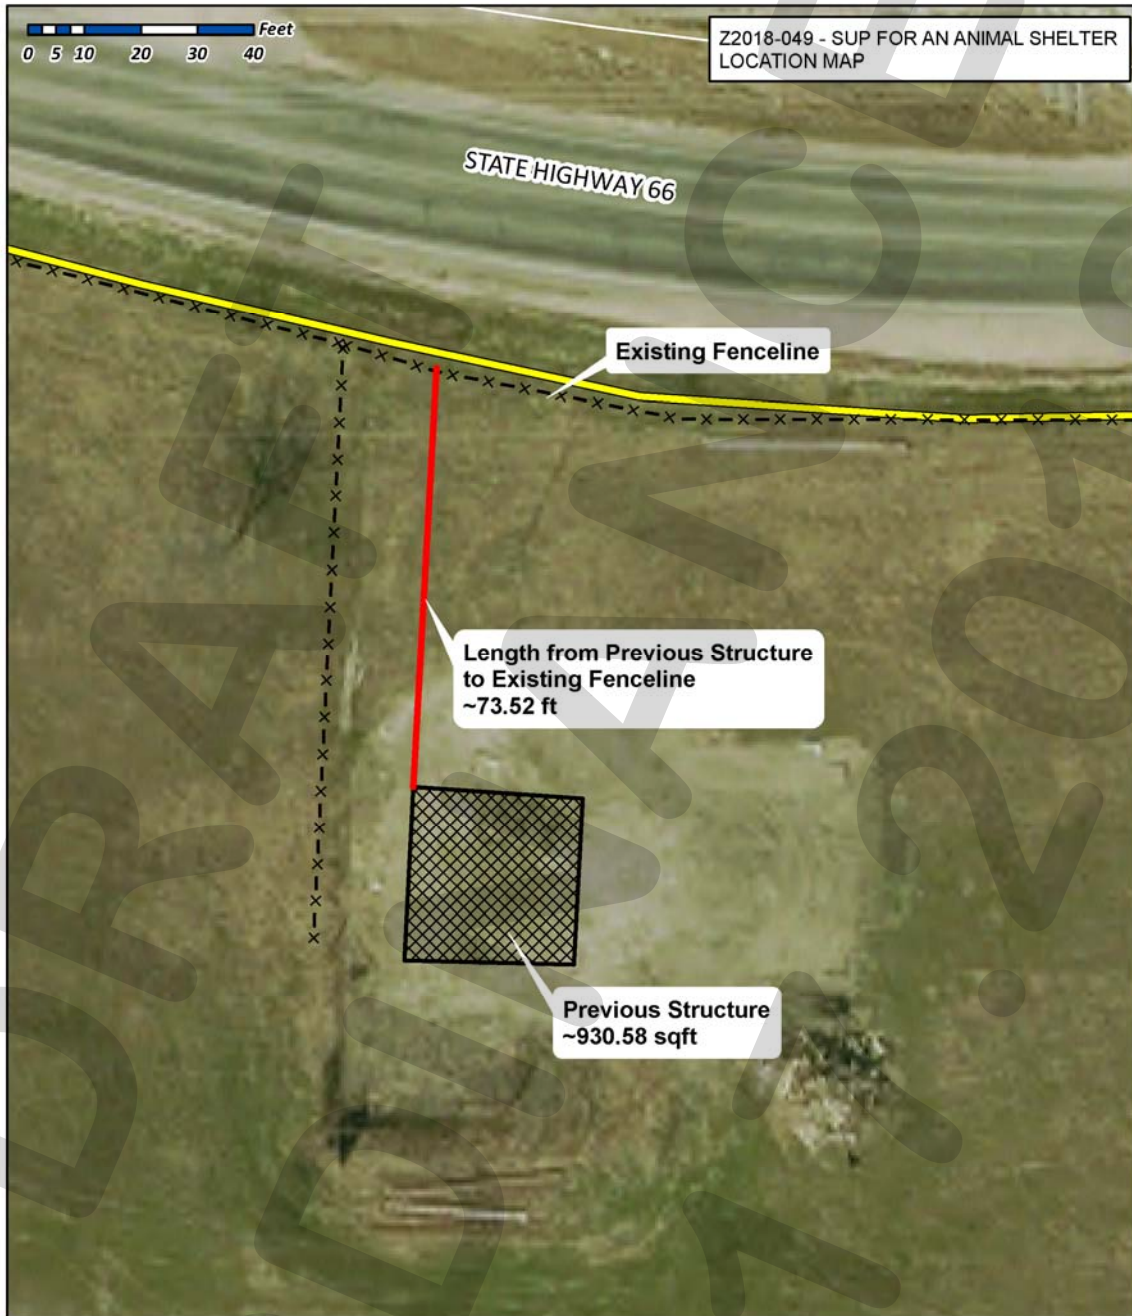 Feet
0 5 10 20 30 40
Z2018-049 - SUP FOR AN ANIMAL SHELTER
LOCATION MAP
STATE HIGHWAY 66
Existing Fenceline
Length from Previous Structure
to Existing Fenceline
~73.52 ft
Previous Structure
~930.58 sqft
DRAFT